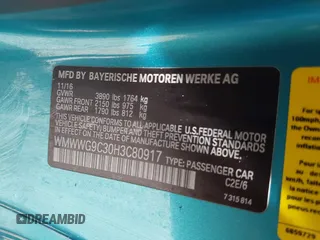 MFD BY BAYERISCHE MOTOREN WERKE AG
11/16
GVWR 3890 lbs 1764 kg
GAWR FRONT 2150 lbs 975 kg
GAWR REAR 1790 lbs 812 kg
THIS VEHICLE CONFORMS TO ALL APPLICABLE U.S. FEDERAL MOTOR
VEHICLE SAFETY, BUMPER, AND THEFT PREVENTION STANDARDS IN EFFECT
ON THE DATE OF MANUFACTURE SHOWN ABOVE.
WMWWG9C30H3C80917 TYPE: PASSENGER CAR
C2E/6
7 315 814
DREAMBID